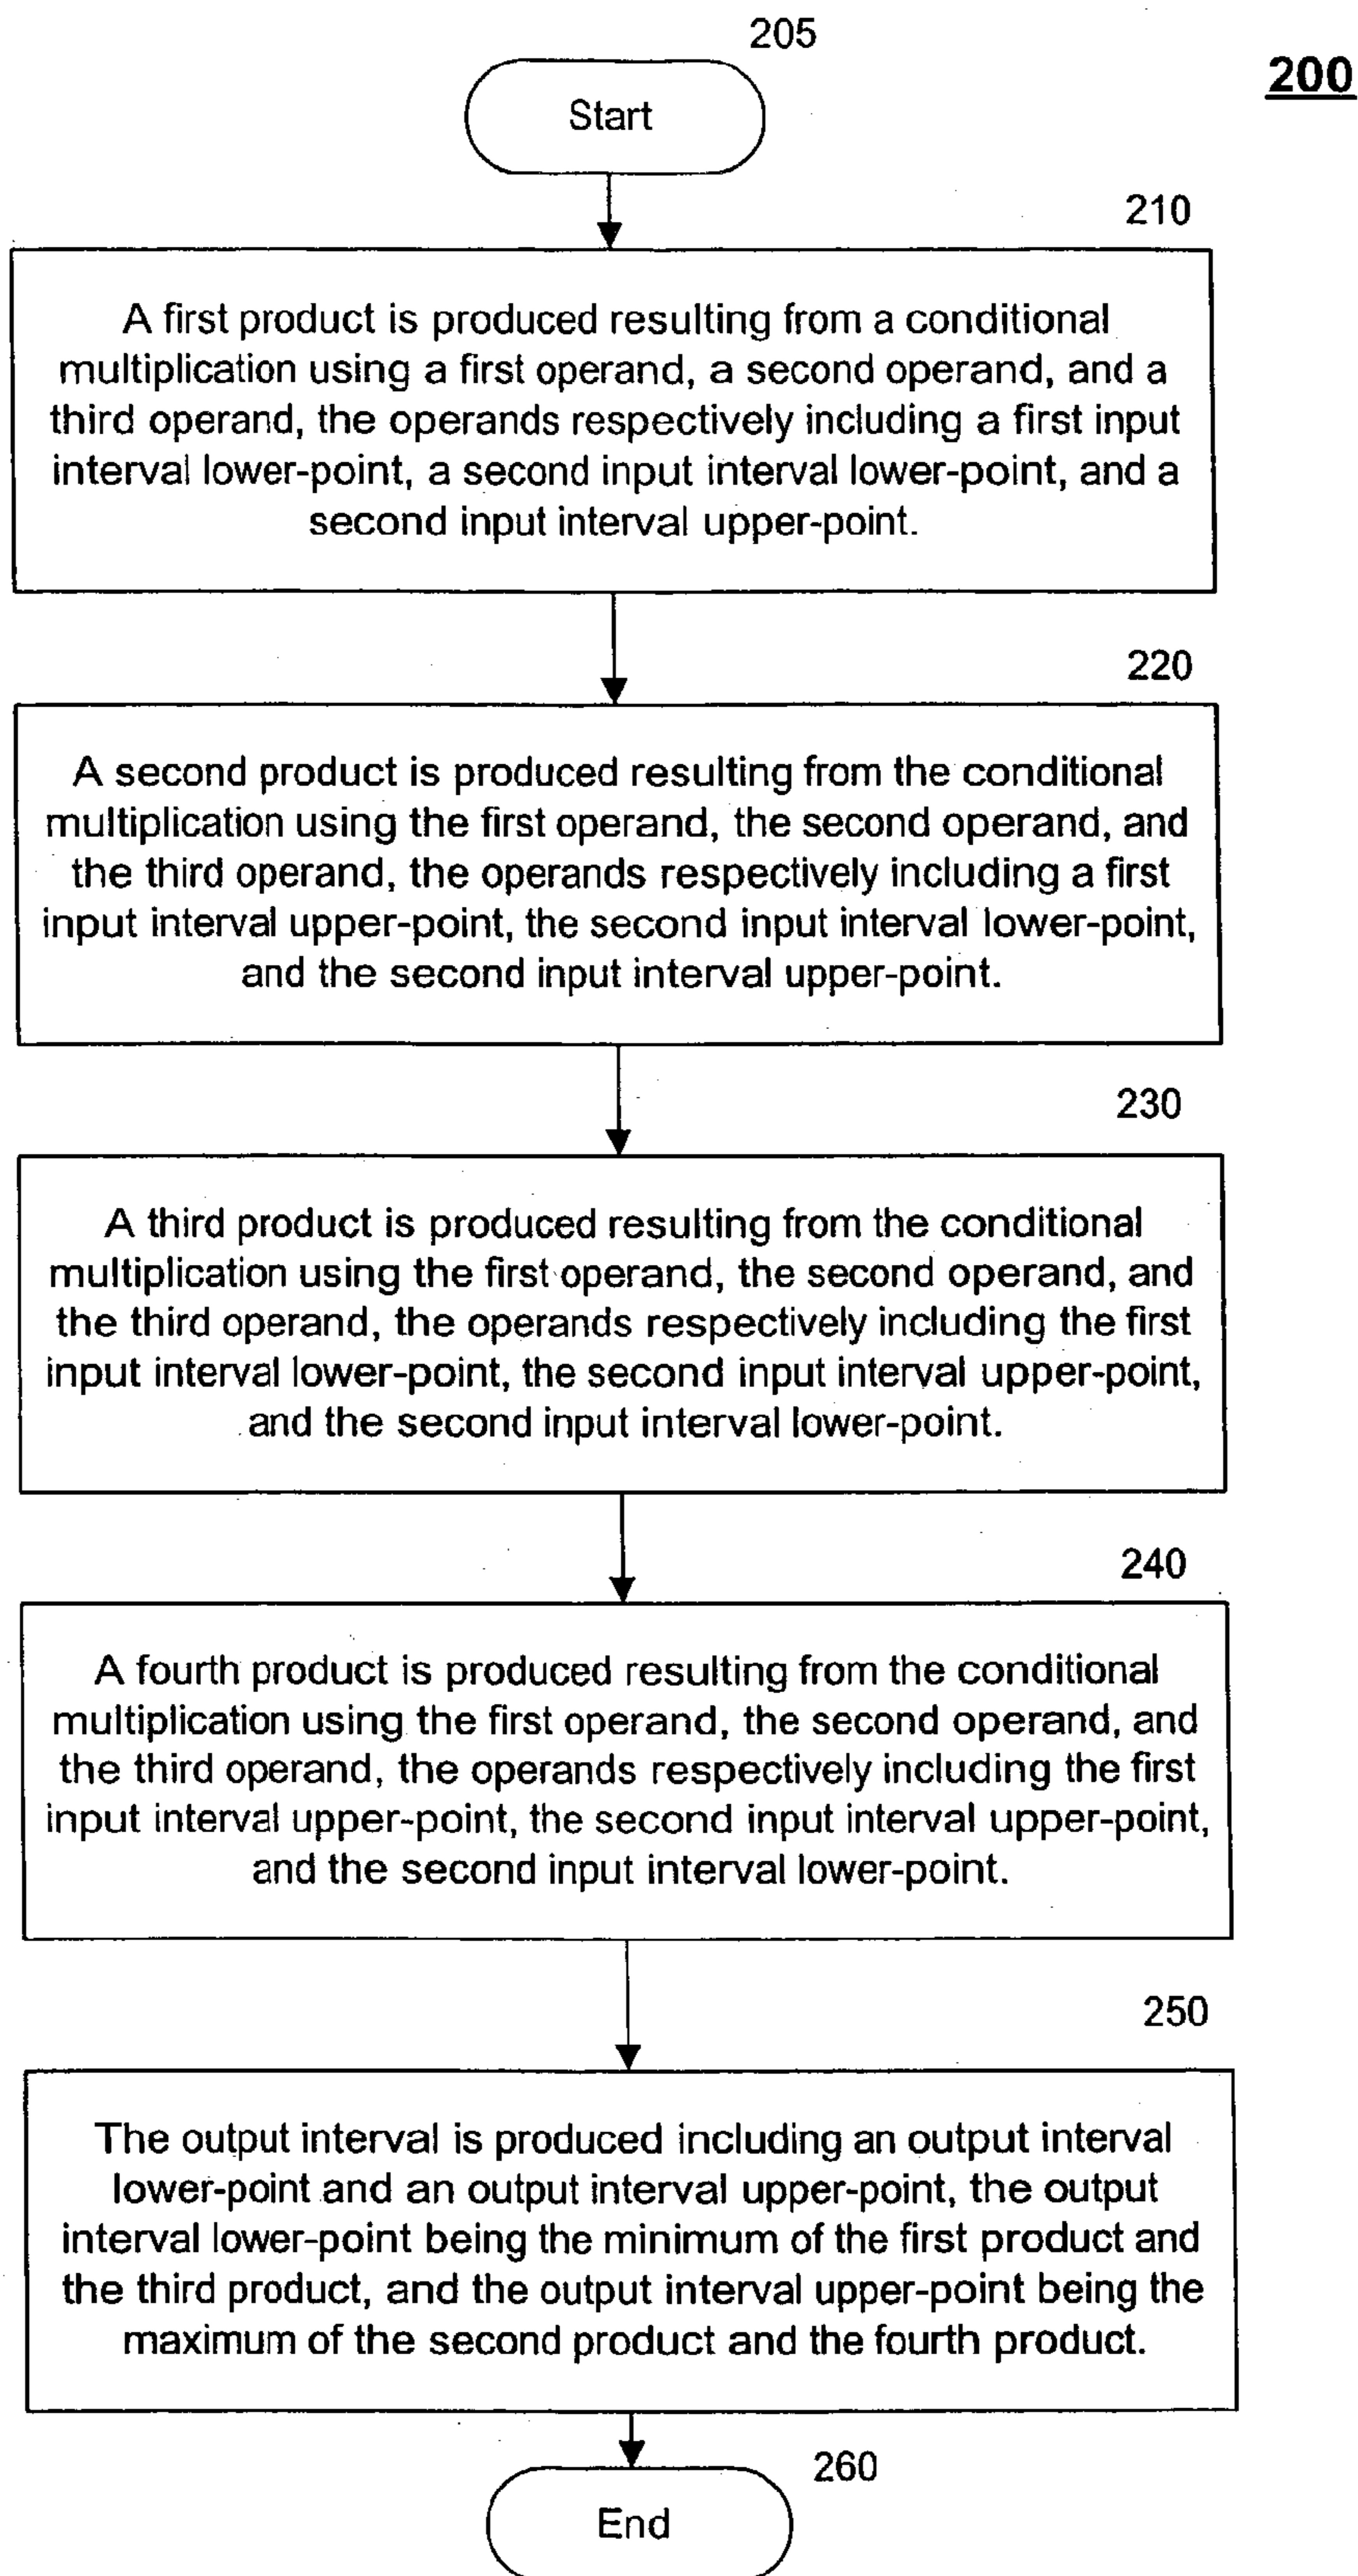 205
200
Start
210
A first product is produced resulting from a conditional
multiplication using a first operand, a second operand, and a
third operand, the operands respectively including a first input
interval lower-point, a second input interval lower-point, and a
second input interval upper-point.
220
A second product is produced resulting from the conditional
multiplication using the first operand, the second operand, and
the third operand, the operands respectively including a first
input interval upper-point, the second input interval lower-point,
and the second input interval upper-point.
230
A third product is produced resulting from the conditional
multiplication using the first operand, the second operand, and
the third operand, the operands respectively including the first
input interval lower-point, the second input interval upper-point,
and the second input interval lower-point.
240
A fourth product is produced resulting from the conditional
multiplication using the first operand, the second operand, and
the third operand, the operands respectively including the first
input interval upper-point, the second input interval upper-point,
and the second input interval lower-point.
250
The output interval is produced including an output interval
lower-point and an output interval upper-point, the output
interval lower-point being the minimum of the first product and
the third product, and the output interval upper-point being the
maximum of the second product and the fourth product.
260
End